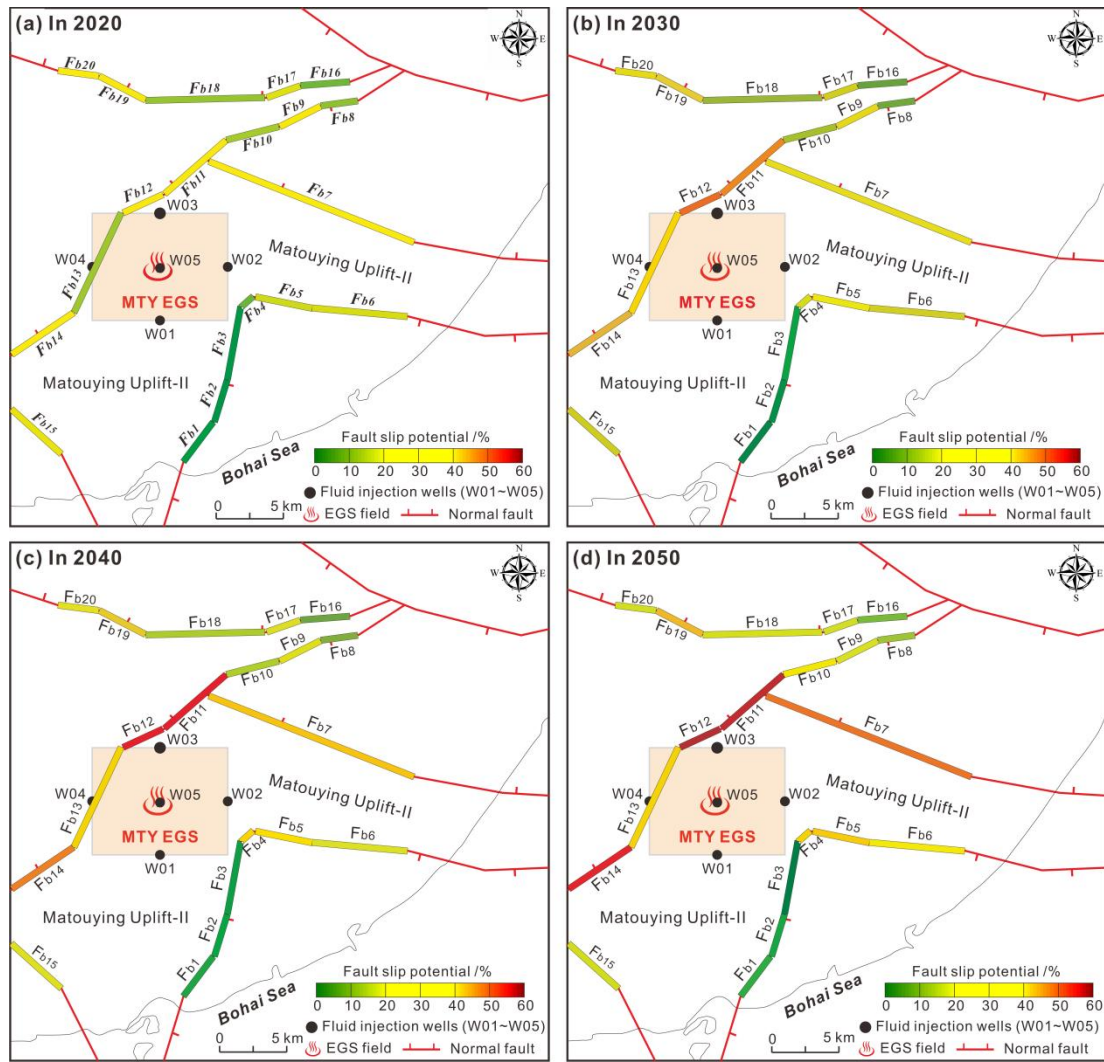 (a) In 2020
N
W E
S
Fb20
Fb19
Fb18
Fb17
Fb16
Fb9
Fb8
Fb10
Fb11
Fb12
Fb7
W03
Matouying Uplift-II
W04
W05
W02
Fb13
MTY EGS
Fb4
Fb5
Fb6
W01
Fb3
Fb14
Matouying Uplift-II
Fb2
Fb15
Fb1
Bohai Sea
Fault slip potential /%
0 10 20 30 40 50 60
Fluid injection wells (W01~W05)
0 5 km
EGS field
Normal fault
(b) In 2030
N
W E
S
Fb20
Fb19
Fb18
Fb17
Fb16
Fb9
Fb8
Fb10
Fb11
Fb12
Fb7
W03
Matouying Uplift-II
W04
W05
W02
Fb13
MTY EGS
Fb4
Fb5
Fb6
W01
Fb3
Fb14
Matouying Uplift-II
Fb2
Fb15
Fb1
Bohai Sea
Fault slip potential /%
0 10 20 30 40 50 60
Fluid injection wells (W01~W05)
0 5 km
EGS field
Normal fault
(c) In 2040
N
W E
S
Fb20
Fb19
Fb18
Fb17
Fb16
Fb9
Fb8
Fb10
Fb11
Fb12
Fb7
W03
Matouying Uplift-II
W04
W05
W02
Fb13
MTY EGS
Fb4
Fb5
Fb6
W01
Fb3
Fb14
Matouying Uplift-II
Fb2
Fb15
Fb1
Bohai Sea
Fault slip potential /%
0 10 20 30 40 50 60
Fluid injection wells (W01~W05)
0 5 km
EGS field
Normal fault
(d) In 2050
N
W E
S
Fb20
Fb19
Fb18
Fb17
Fb16
Fb9
Fb8
Fb10
Fb11
Fb12
Fb7
W03
Matouying Uplift-II
W04
W05
W02
Fb13
MTY EGS
Fb4
Fb5
Fb6
W01
Fb3
Fb14
Matouying Uplift-II
Fb2
Fb15
Fb1
Bohai Sea
Fault slip potential /%
0 10 20 30 40 50 60
Fluid injection wells (W01~W05)
0 5 km
EGS field
Normal fault